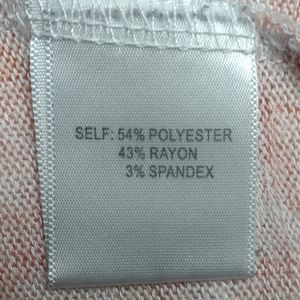 SELF: 54% POLYESTER
43% RAYON
3% SPANDEX